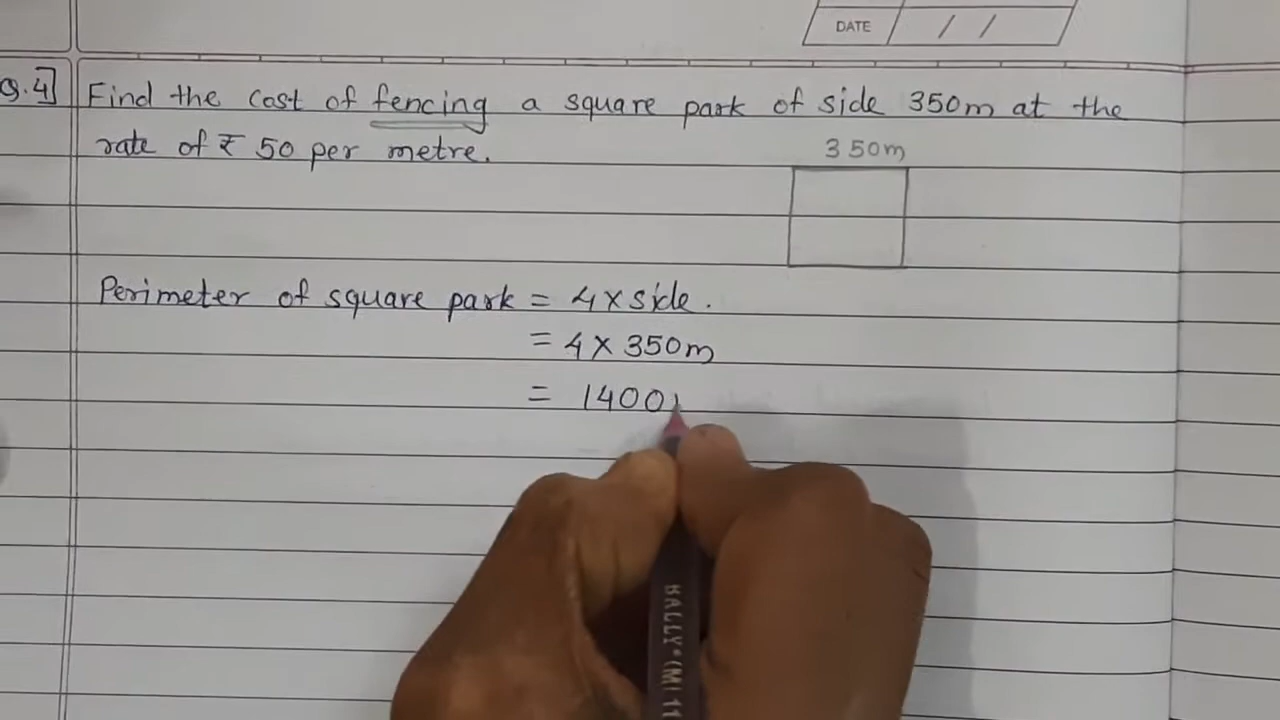 DATE / /
Q.4] Find the cost of fencing a square park of side 350m at the
rate of ₹ 50 per metre.
350m
Perimeter of square park = 4 × side.
= 4 × 350m
= 1400